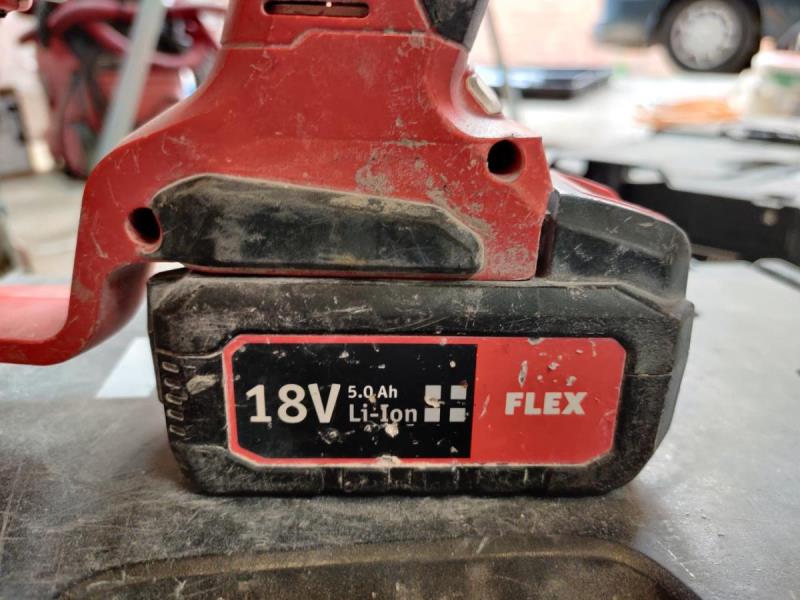 18V
5.0 Ah
Li-Ion
FLEX